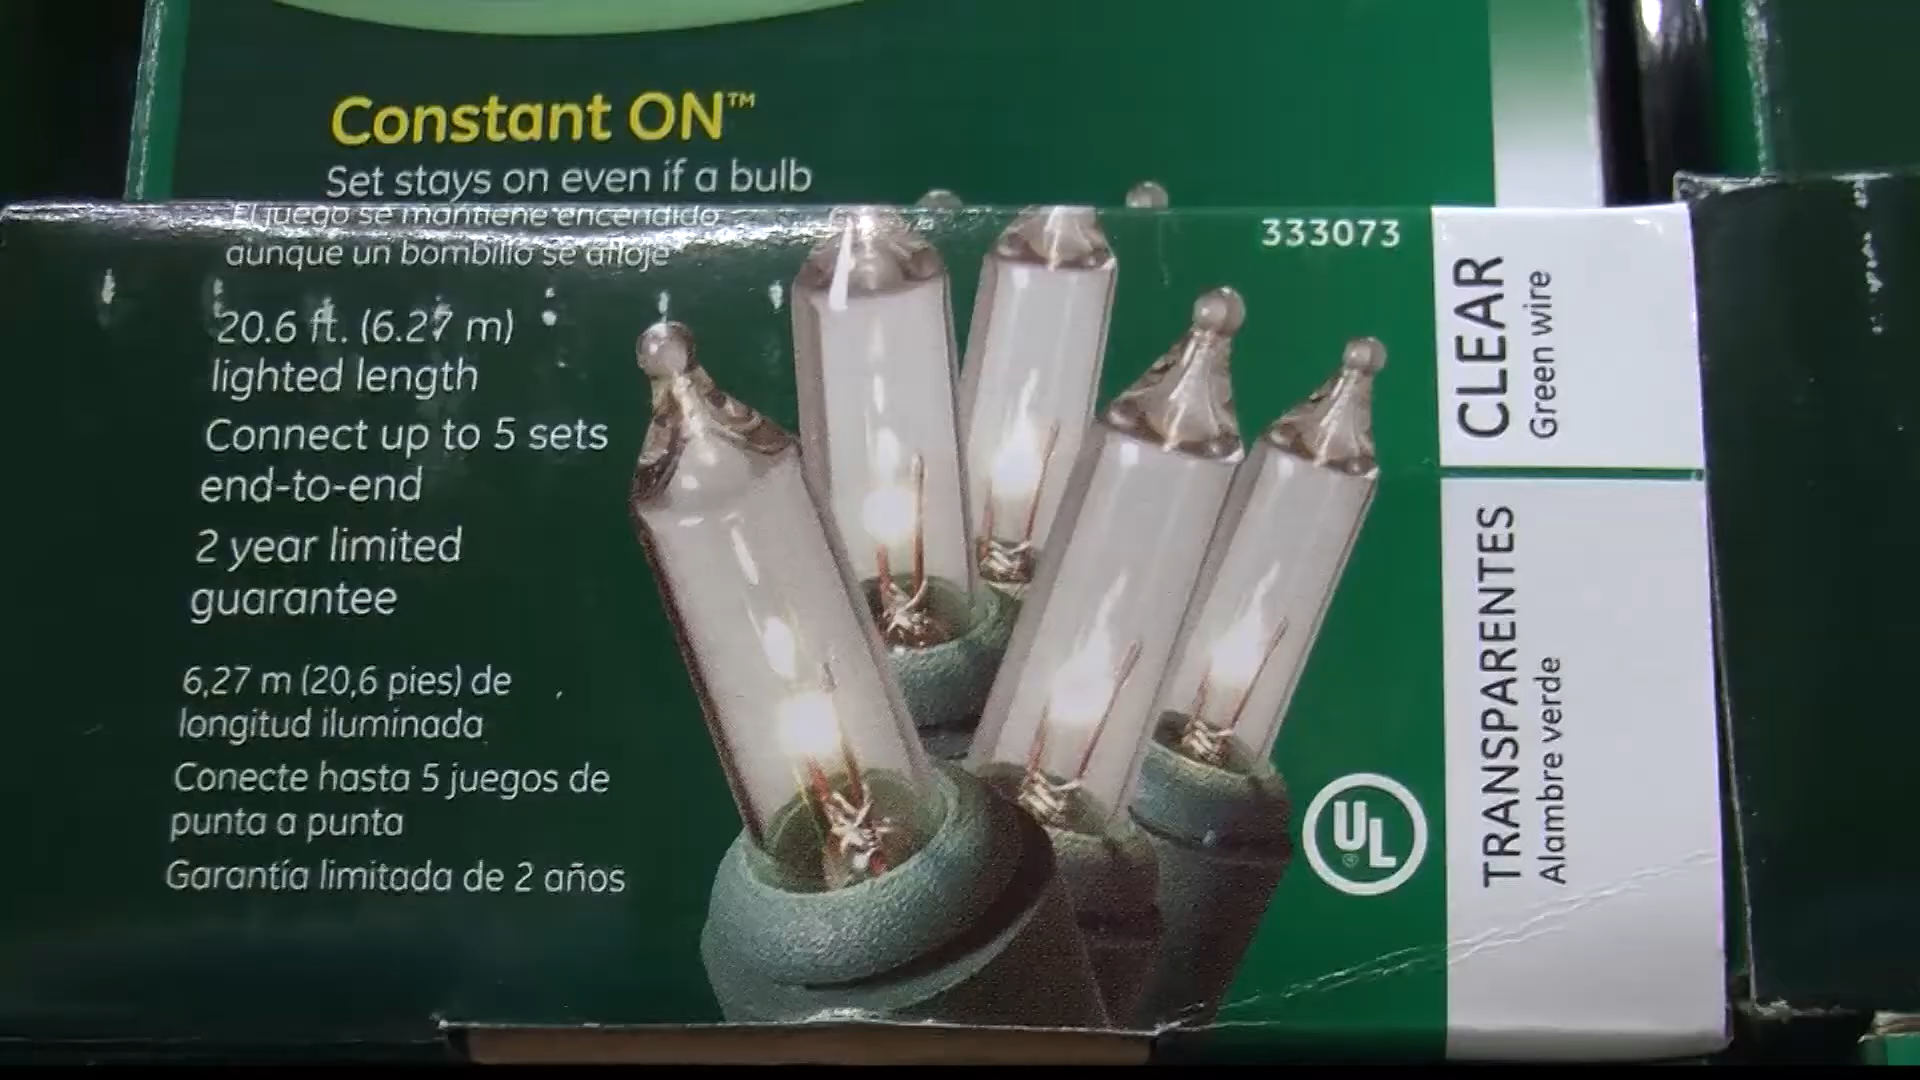 Constant ON™
Set stays on even if a bulb
El juego se mantiene encendido
aunque un bombillo se afloje
20.6 ft. (6.27 m)
lighted length
Connect up to 5 sets
end-to-end
2 year limited
guarantee
6,27 m (20,6 pies) de
longitud iluminada
Conecte hasta 5 juegos de
punta a punta
Garantía limitada de 2 años
333073
CLEAR
Green wire
TRANSPARENTES
Alambre verde
UL